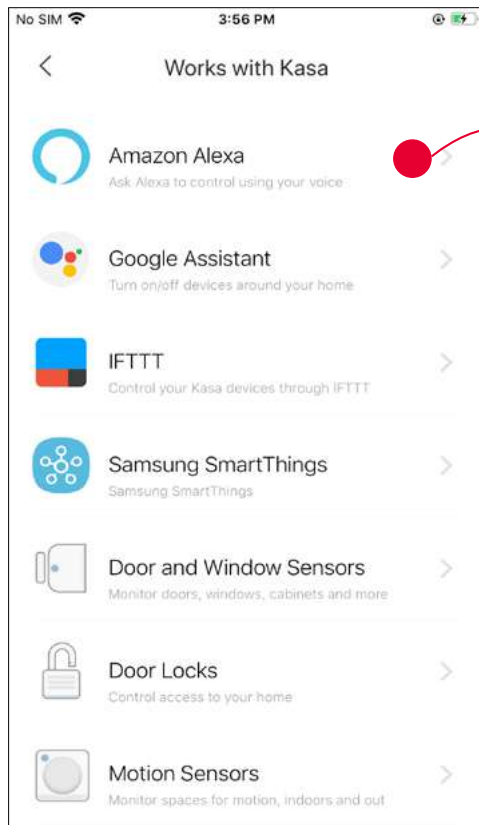 No SIM 3:56 PM
Works with Kasa
Amazon Alexa
Ask Alexa to control using your voice
Google Assistant
Turn on/off devices around your home
IFTTT
Control your Kasa devices through IFTTT
Samsung SmartThings
Samsung SmartThings
Door and Window Sensors
Monitor doors, windows, cabinets and more
Door Locks
Control access to your home
Motion Sensors
Monitor spaces for motion, indoors and out